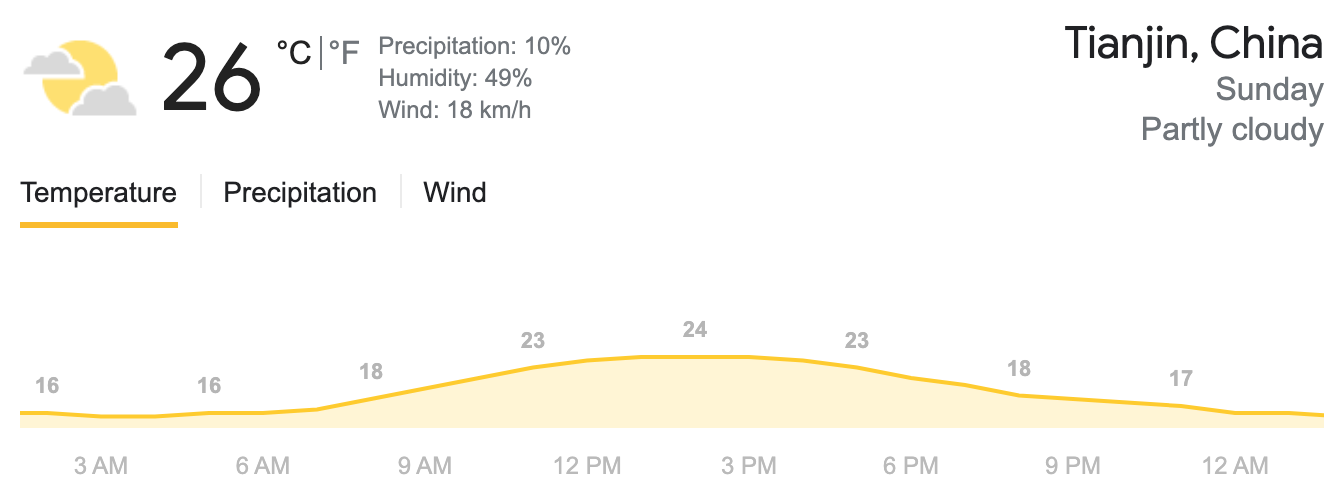 26 °C | °F
Precipitation: 10%
Humidity: 49%
Wind: 18 km/h
Tianjin, China
Sunday
Partly cloudy
Temperature | Precipitation | Wind
16 16 18 23 24 23 18 17
3 AM 6 AM 9 AM 12 PM 3 PM 6 PM 9 PM 12 AM